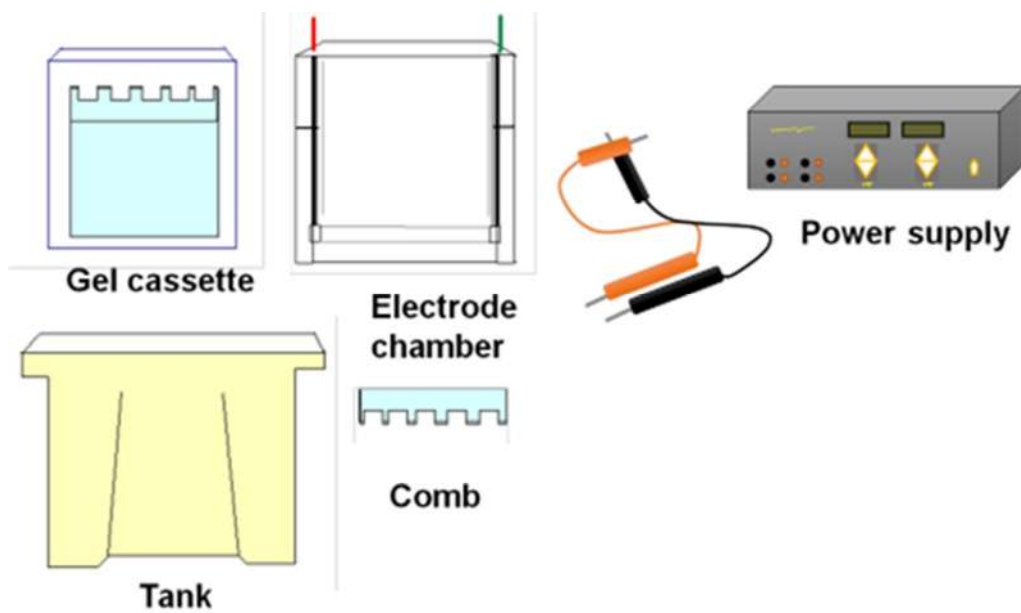 Gel cassette
Electrode
chamber
Power supply
Comb
Tank